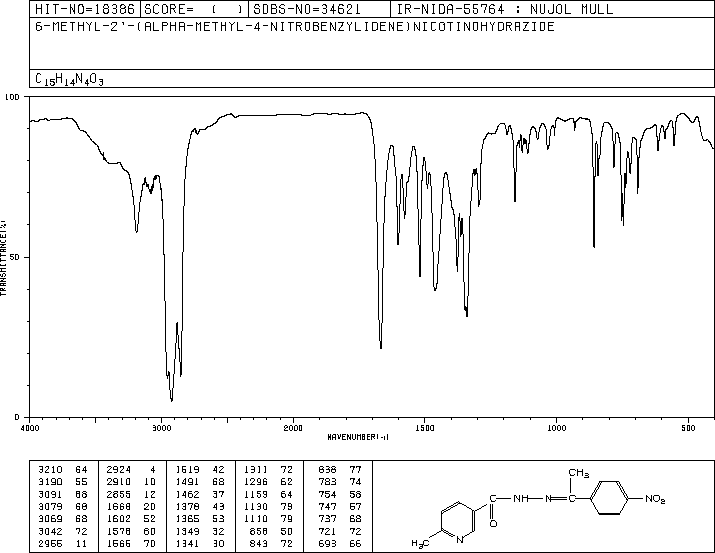 HIT-NO=18386 SCORE= ( ) SDBS-NO=34621 IR-NIDA-55764 : NUJOL MULL
6-METHYL-2'-(ALPHA-METHYL-4-NITROBENZYLIDENE)NICOTINOHYDRAZIDE
C15H14N4O3
100
50
0
TRANSMITTANCE(%)
4000 3000 2000 1500 1000 500
WAVENUMBER(-1)
3210 64 2924 4 1519 42 1311 72 838 77
3190 55 2910 10 1491 68 1296 62 783 74
3091 68 2855 12 1462 37 1159 64 754 58
3079 68 1668 20 1378 43 1130 79 747 57
3069 68 1602 52 1365 53 1110 79 737 68
3042 72 1578 60 1349 32 858 50 721 72
2955 11 1565 70 1341 30 843 72 693 66
CH3
C NH N C NO2
O
H3C N